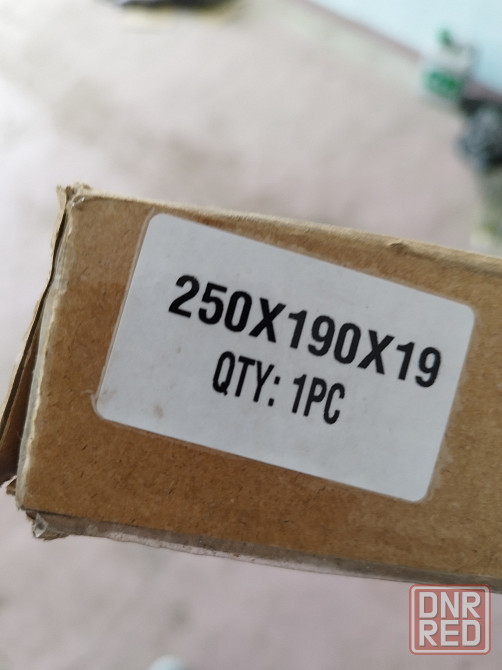 250X190X19
QTY: 1PC
DNR
RED